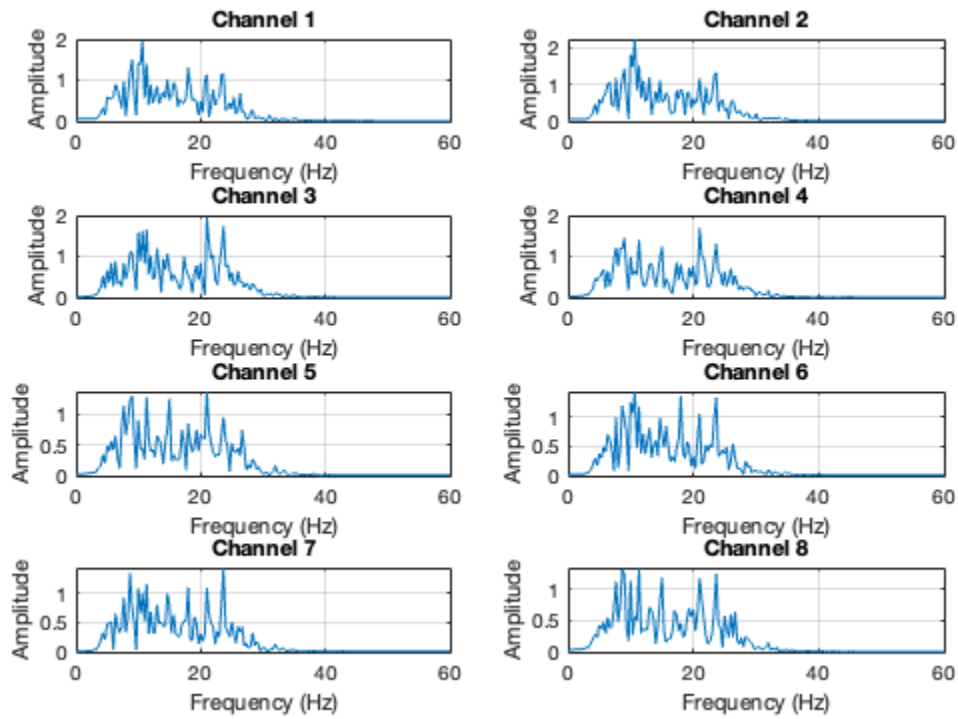 Channel 1
Amplitude
2
1
0
0 20 40 60
Frequency (Hz)
Channel 2
Amplitude
2
1
0
0 20 40 60
Frequency (Hz)
Channel 3
Amplitude
2
1
0
0 20 40 60
Frequency (Hz)
Channel 4
Amplitude
2
1
0
0 20 40 60
Frequency (Hz)
Channel 5
Amplitude
1
0.5
0
0 20 40 60
Frequency (Hz)
Channel 6
Amplitude
1
0.5
0
0 20 40 60
Frequency (Hz)
Channel 7
Amplitude
1
0.5
0
0 20 40 60
Frequency (Hz)
Channel 8
Amplitude
1
0.5
0
0 20 40 60
Frequency (Hz)